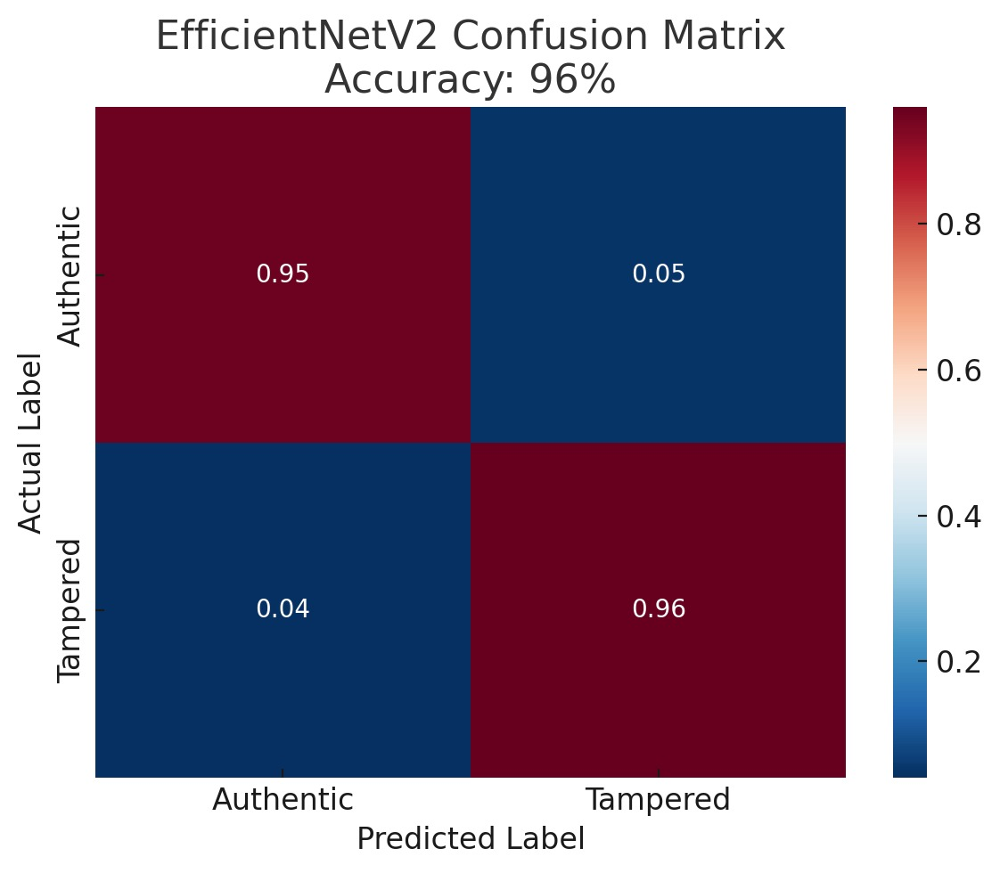 EfficientNetV2 Confusion Matrix
Accuracy: 96%
Actual Label
Authentic
Tampered
0.95
0.05
0.04
0.96
Authentic
Tampered
Predicted Label
0.8
0.6
0.4
0.2